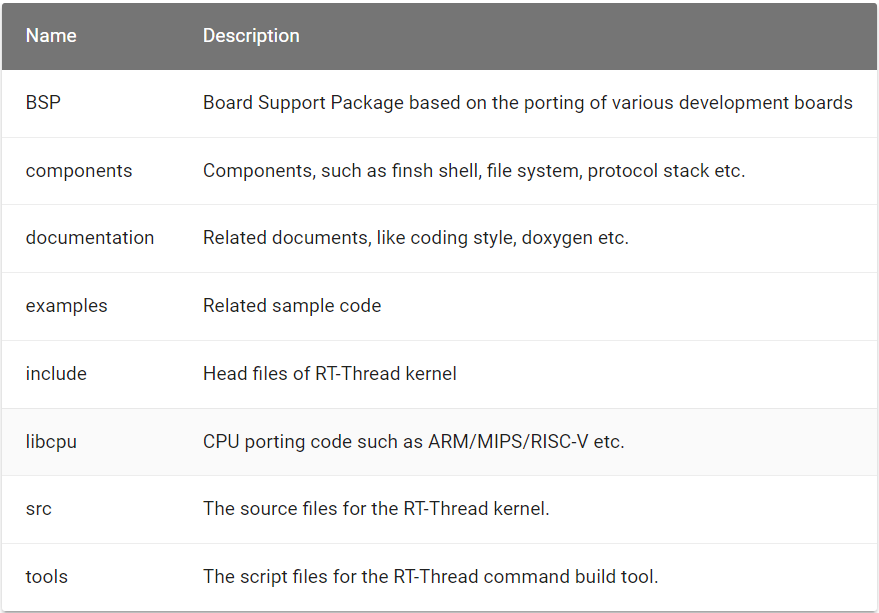 Name Description
BSP Board Support Package based on the porting of various development boards
components Components, such as finsh shell, file system, protocol stack etc.
documentation Related documents, like coding style, doxygen etc.
examples Related sample code
include Head files of RT-Thread kernel
libcpu CPU porting code such as ARM/MIPS/RISC-V etc.
src The source files for the RT-Thread kernel.
tools The script files for the RT-Thread command build tool.